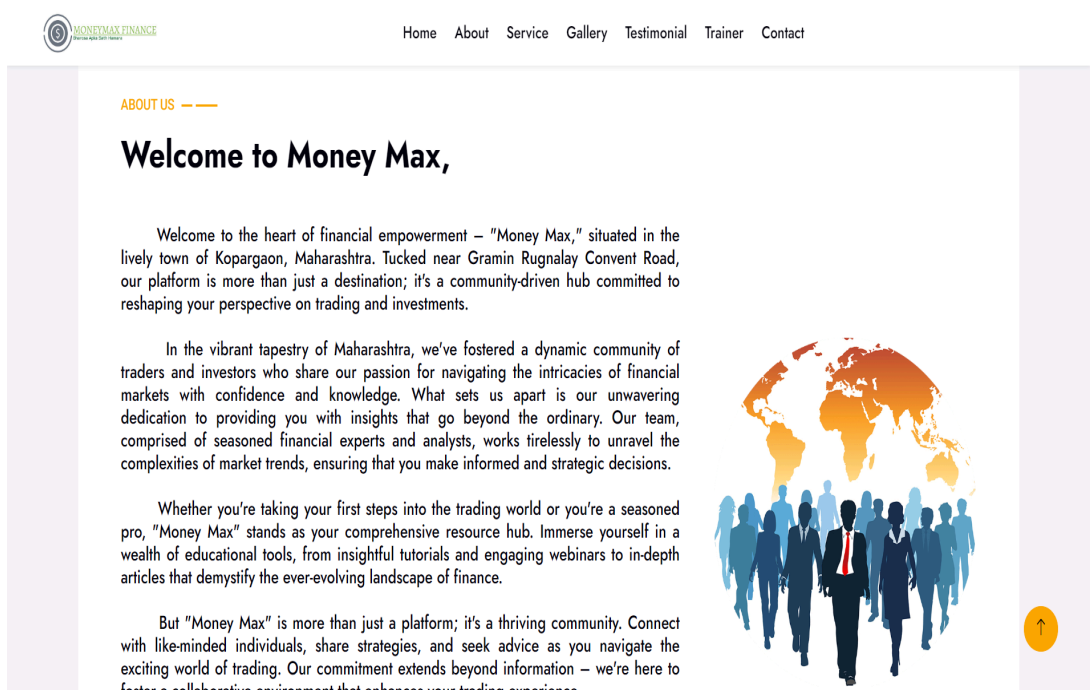 MONEYMAX FINANCE
Home About Service Gallery Testimonial Trainer Contact
ABOUT US
Welcome to Money Max,
Welcome to the heart of financial empowerment – "Money Max," situated in the
lively town of Kopargaon, Maharashtra. Tucked near Gramin Rugnalay Convent Road,
our platform is more than just a destination; it's a community-driven hub committed to
reshaping your perspective on trading and investments.
In the vibrant tapestry of Maharashtra, we've fostered a dynamic community of
traders and investors who share our passion for navigating the intricacies of financial
markets with confidence and knowledge. What sets us apart is our unwavering
dedication to providing you with insights that go beyond the ordinary. Our team,
comprised of seasoned financial experts and analysts, works tirelessly to unravel the
complexities of market trends, ensuring that you make informed and strategic decisions.
Whether you're taking your first steps into the trading world or you're a seasoned
pro, "Money Max" stands as your comprehensive resource hub. Immerse yourself in a
wealth of educational tools, from insightful tutorials and engaging webinars to in-depth
articles that demystify the ever-evolving landscape of finance.
But "Money Max" is more than just a platform; it's a thriving community. Connect
with like-minded individuals, share strategies, and seek advice as you navigate the
exciting world of trading. Our commitment extends beyond information – we're here to
foster a collaborative environment that enhances your trading experience.